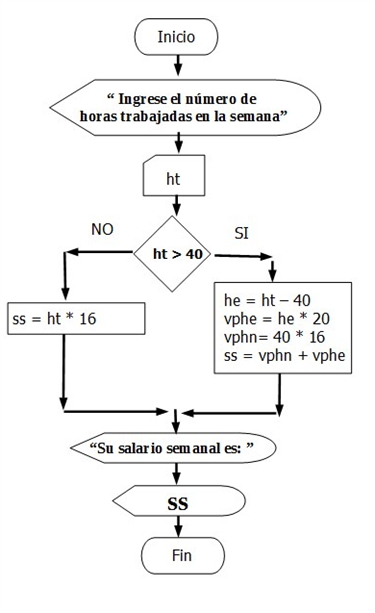 Inicio
“ Ingrese el número de
horas trabajadas en la semana”
ht
NO
SI
ht > 40
ss = ht * 16
he = ht – 40
vphe = he * 20
vphn= 40 * 16
ss = vphn + vphe
“Su salario semanal es: ”
ss
Fin